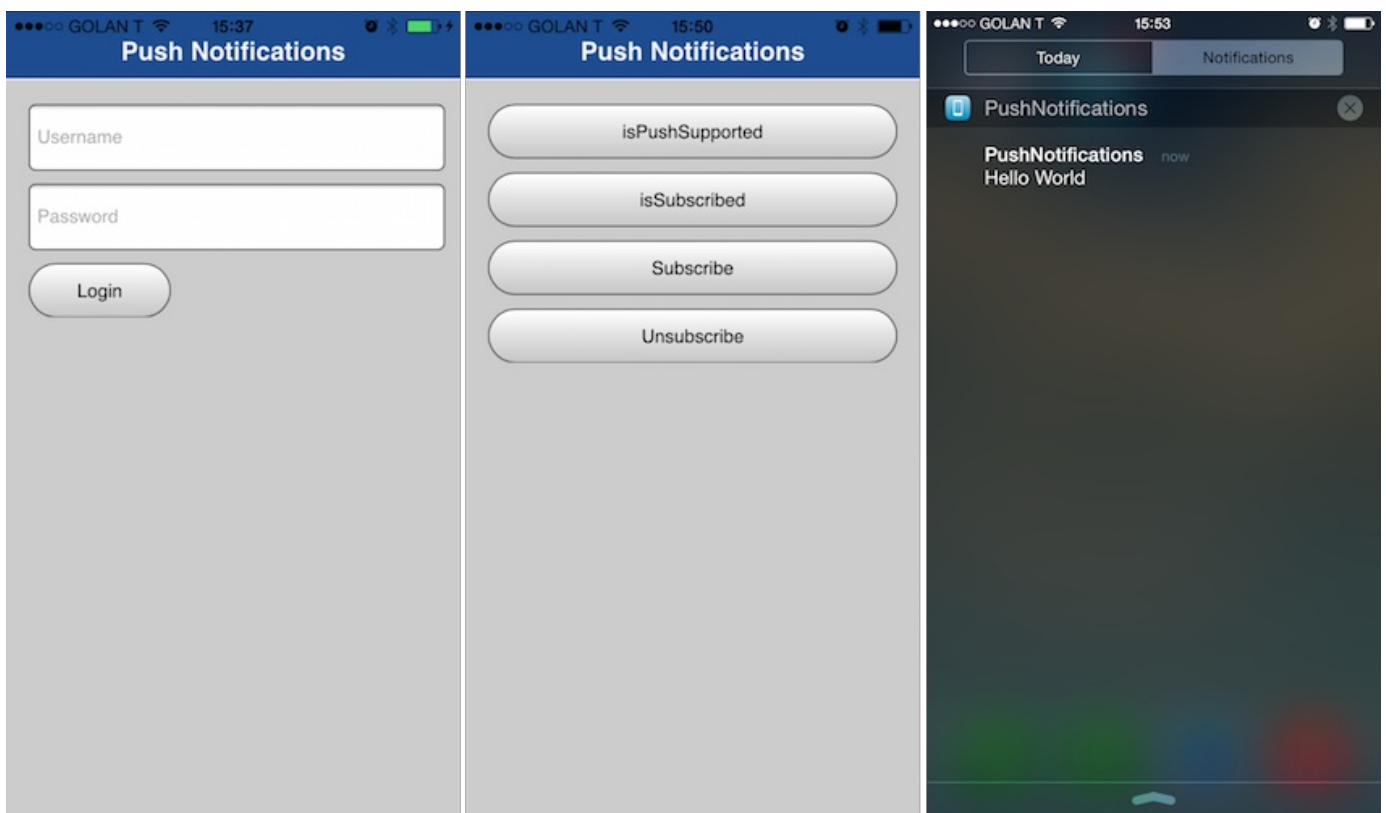 GOLAN T 15:37
Push Notifications
Username
Password
Login
GOLAN T 15:50
Push Notifications
isPushSupported
isSubscribed
Subscribe
Unsubscribe
GOLAN T 15:53
Today Notifications
PushNotifications
PushNotifications now
Hello World